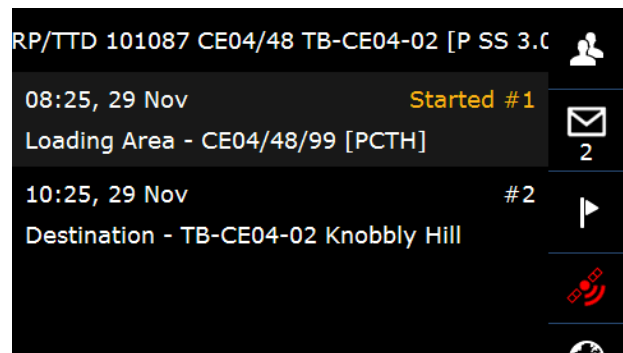 RP/TTD 101087 CE04/48 TB-CE04-02 [P SS 3.0
08:25, 29 Nov Started #1
Loading Area - CE04/48/99 [PCTH]
2
10:25, 29 Nov #2
Destination - TB-CE04-02 Knobbly Hill